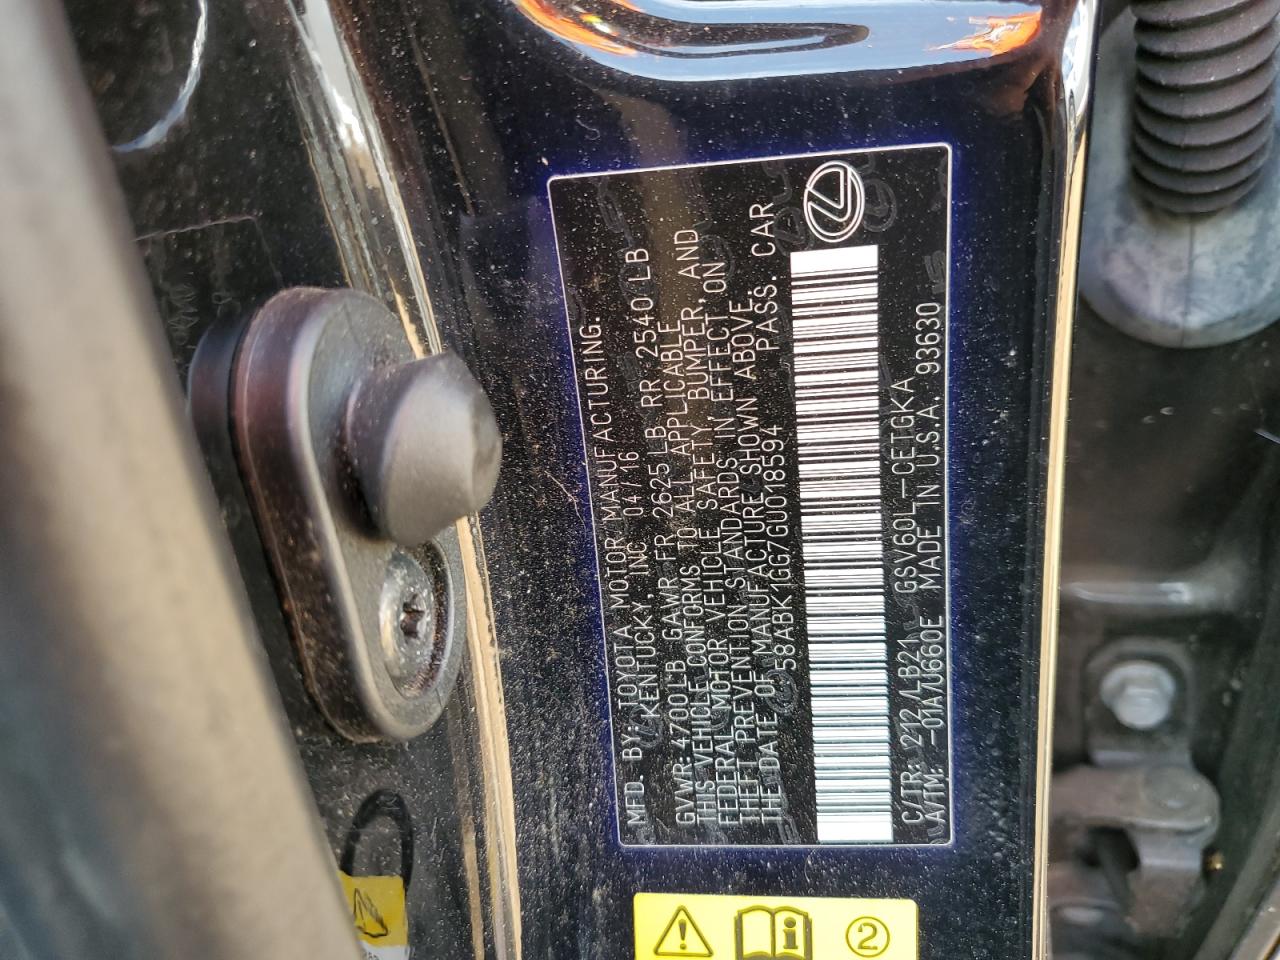 MFD. BY: TOYOTA MOTOR MANUFACTURING.
KENTUCKY, INC 04/16
GVWR: 4700 LB GAWR FR 2625 LB RR 2540 LB
THIS VEHICLE CONFORMS TO ALL APPLICABLE
FEDERAL MOTOR VEHICLE SAFETY, BUMPER, AND
THEFT PREVENTION STANDARDS IN EFFECT ON
THE DATE OF MANUFACTURE SHOWN ABOVE.
58ABK1GG7GU018594 PASS. CAR
C/TR: 212 /LB21 GSV60L-CETGKA
A/TM: -01A/U660E MADE IN U.S.A. 93630
2